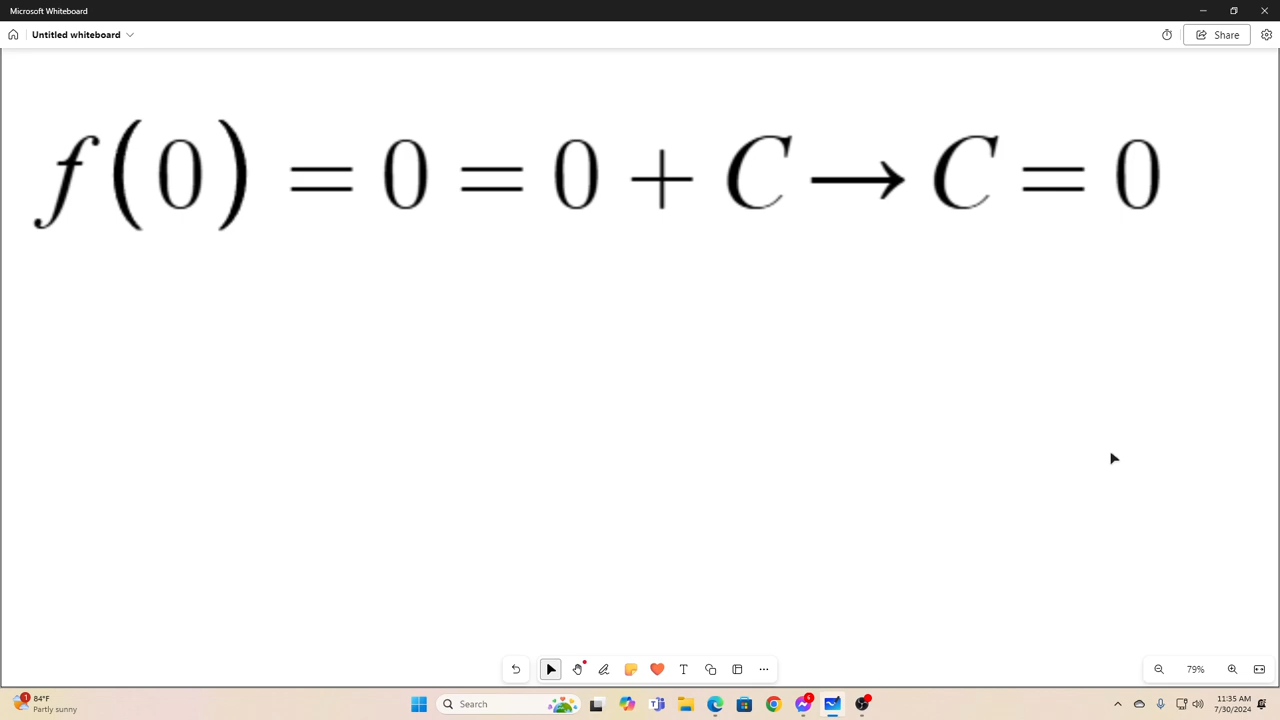 Microsoft Whiteboard
Untitled whiteboard
Share
f(0) = 0 = 0 + C → C = 0
79%
84°F
Partly sunny
Search
11:35 AM
7/30/2024